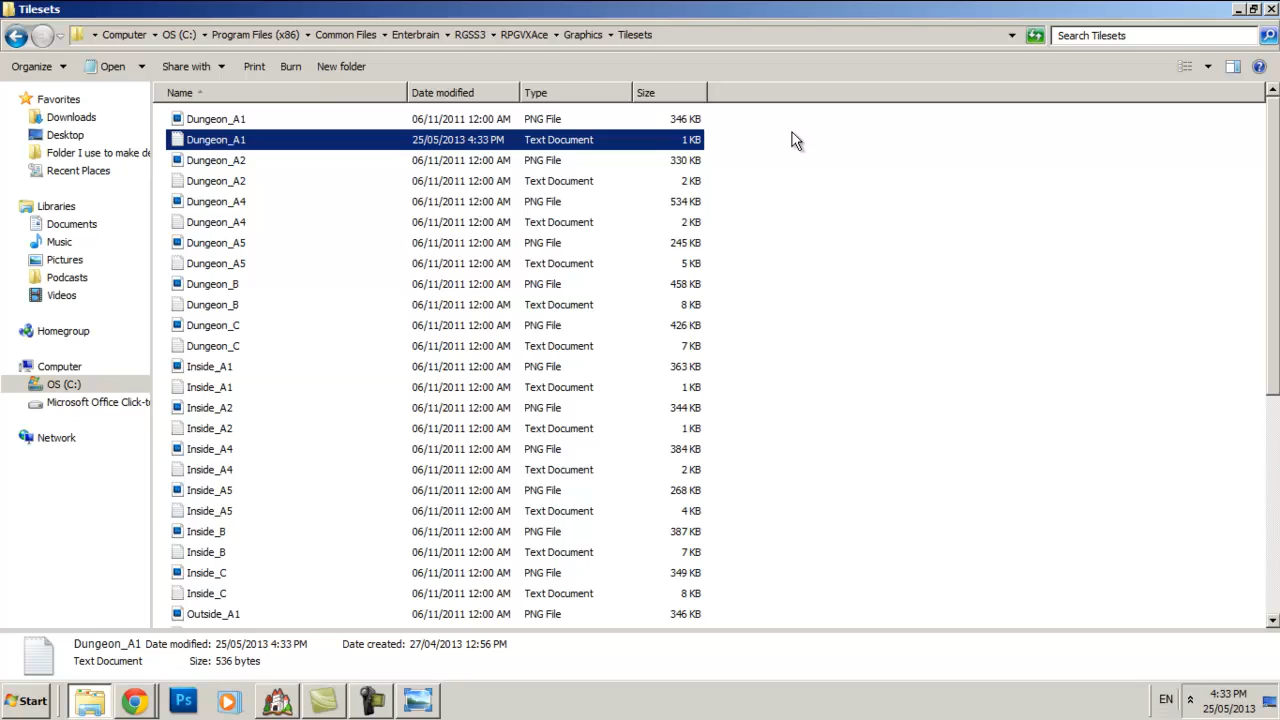 Tilesets
Computer OS (C:) Program Files (x86) Common Files Enterbrain RGSS3 RPGVXAce Graphics Tilesets
Search Tilesets
Organize Open Share with Print Burn New folder
Name Date modified Type Size
Favorites
Downloads
Desktop
Folder I use to make de
Recent Places
Libraries
Documents
Music
Pictures
Podcasts
Videos
Homegroup
Computer
OS (C:)
Microsoft Office Click-to
Network
Dungeon_A1 06/11/2011 12:00 AM PNG File 346 KB
Dungeon_A1 25/05/2013 4:33 PM Text Document 1 KB
Dungeon_A2 06/11/2011 12:00 AM PNG File 330 KB
Dungeon_A2 06/11/2011 12:00 AM Text Document 2 KB
Dungeon_A4 06/11/2011 12:00 AM PNG File 534 KB
Dungeon_A4 06/11/2011 12:00 AM Text Document 2 KB
Dungeon_A5 06/11/2011 12:00 AM PNG File 245 KB
Dungeon_A5 06/11/2011 12:00 AM Text Document 5 KB
Dungeon_B 06/11/2011 12:00 AM PNG File 458 KB
Dungeon_B 06/11/2011 12:00 AM Text Document 8 KB
Dungeon_C 06/11/2011 12:00 AM PNG File 426 KB
Dungeon_C 06/11/2011 12:00 AM Text Document 7 KB
Inside_A1 06/11/2011 12:00 AM PNG File 363 KB
Inside_A1 06/11/2011 12:00 AM Text Document 1 KB
Inside_A2 06/11/2011 12:00 AM PNG File 344 KB
Inside_A2 06/11/2011 12:00 AM Text Document 1 KB
Inside_A4 06/11/2011 12:00 AM PNG File 384 KB
Inside_A4 06/11/2011 12:00 AM Text Document 2 KB
Inside_A5 06/11/2011 12:00 AM PNG File 268 KB
Inside_A5 06/11/2011 12:00 AM Text Document 4 KB
Inside_B 06/11/2011 12:00 AM PNG File 387 KB
Inside_B 06/11/2011 12:00 AM Text Document 7 KB
Inside_C 06/11/2011 12:00 AM PNG File 349 KB
Inside_C 06/11/2011 12:00 AM Text Document 8 KB
Outside_A1 06/11/2011 12:00 AM PNG File 346 KB
Dungeon_A1 Date modified: 25/05/2013 4:33 PM Date created: 27/04/2013 12:56 PM
Text Document Size: 536 bytes
Start Ps EN 4:33 PM
25/05/2013